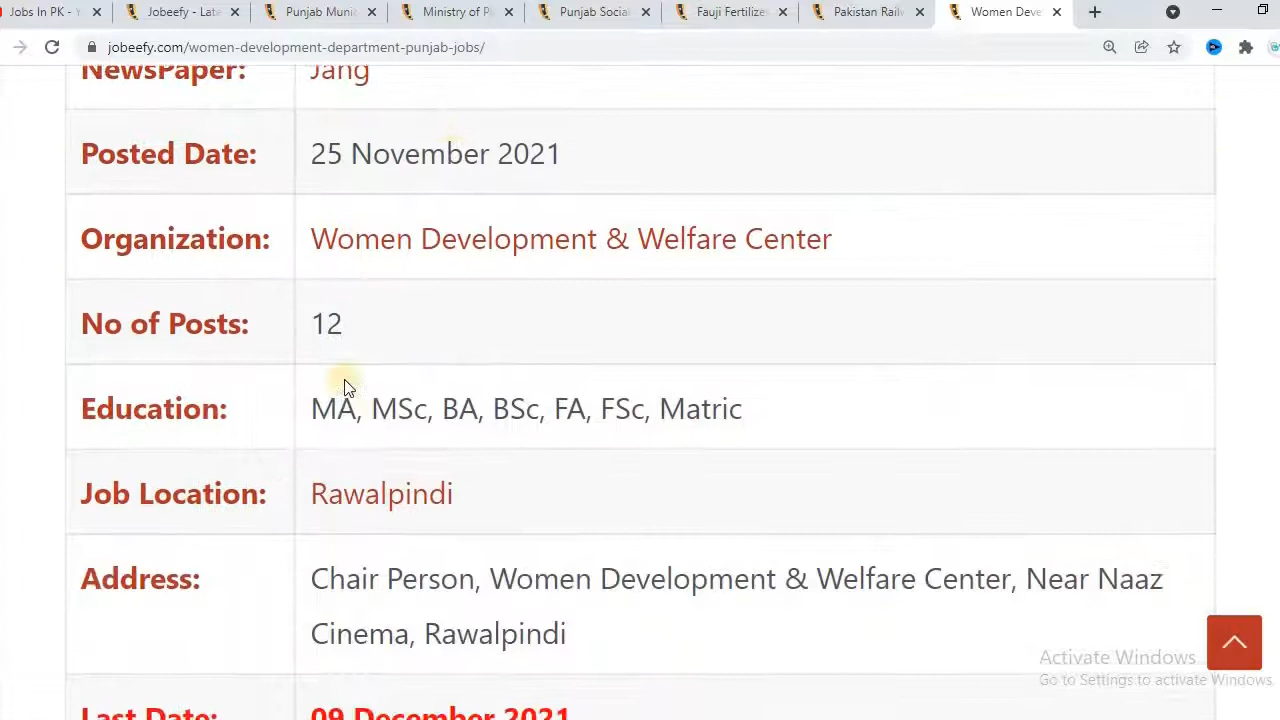 Jobs In PK - Y
Jobeefy - Late
Punjab Muni
Ministry of Pl
Punjab Social
Fauji Fertilize
Pakistan Railw
Women Deve
jobeefy.com/women-development-department-punjab-jobs/
NewsPaper: Jang
Posted Date: 25 November 2021
Organization: Women Development & Welfare Center
No of Posts: 12
Education: MA, MSc, BA, BSc, FA, FSc, Matric
Job Location: Rawalpindi
Address: Chair Person, Women Development & Welfare Center, Near Naaz
Cinema, Rawalpindi
Activate Windows
Go to Settings to activate Windows.
Last Date: 09 December 2021